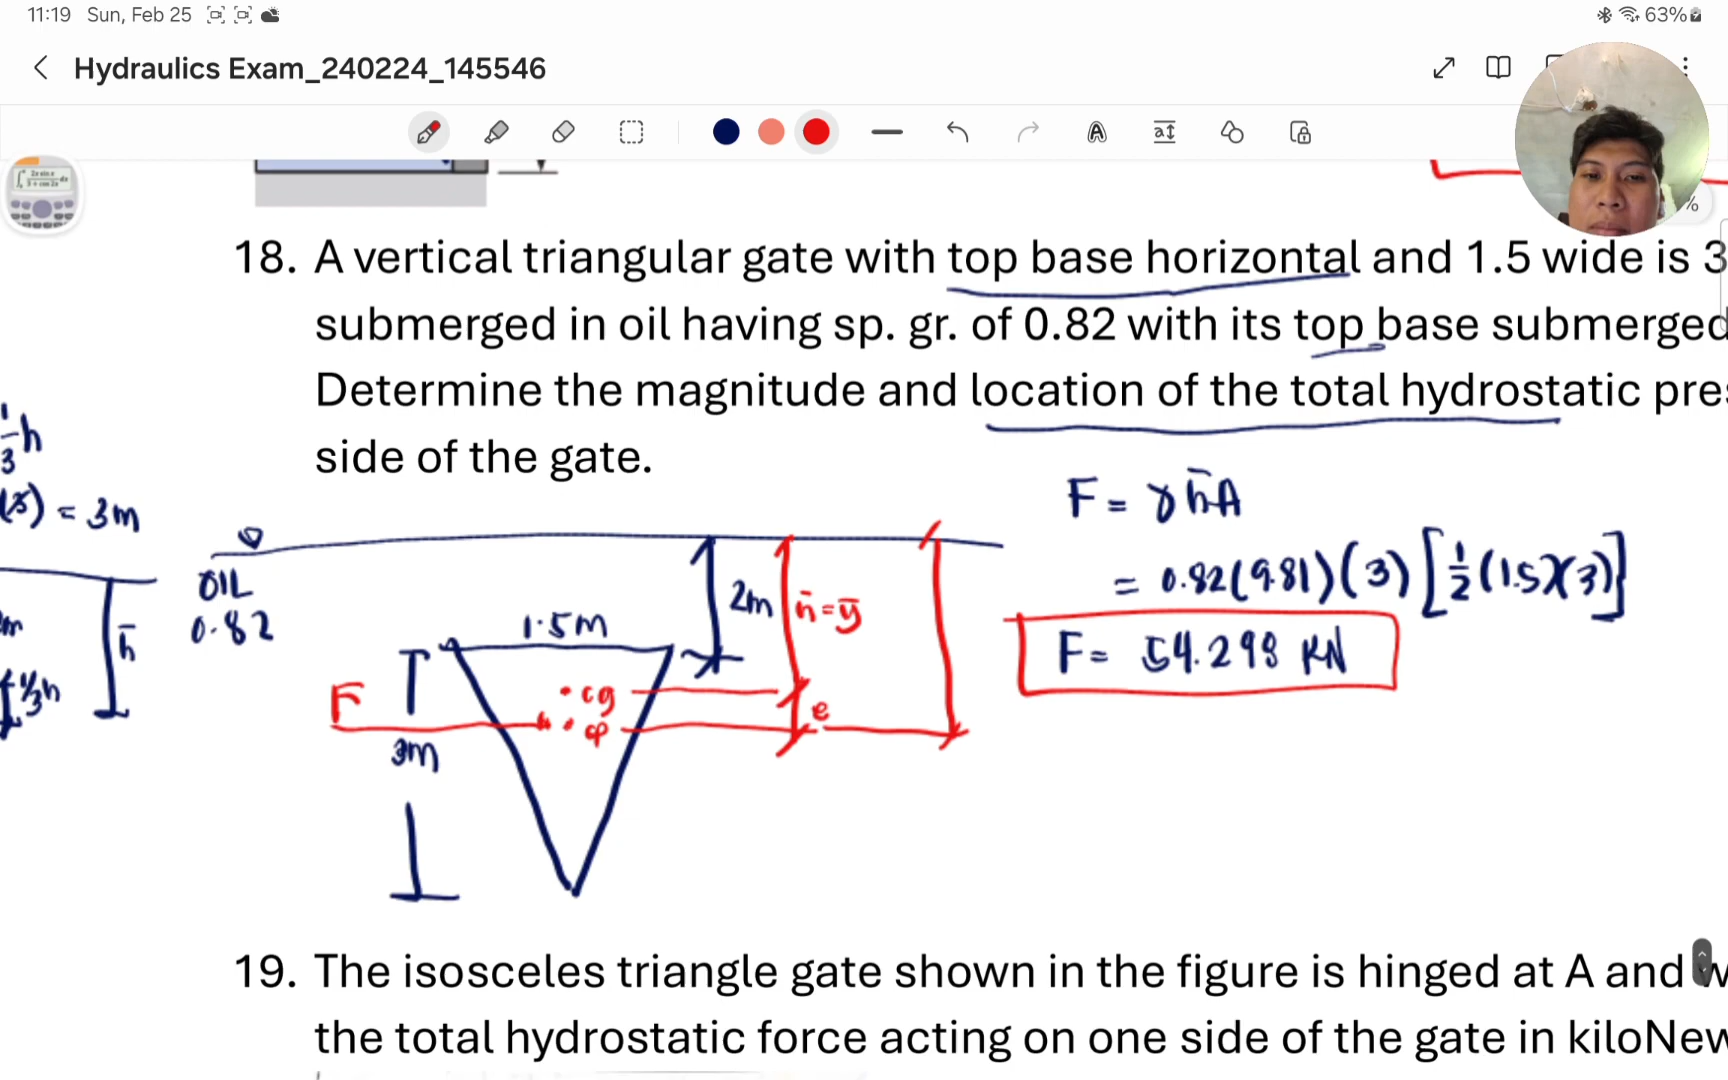 11:19 Sun, Feb 25
63%
Hydraulics Exam_240224_145546
%
18. A vertical triangular gate with top base horizontal and 1.5 wide is 3
submerged in oil having sp. gr. of 0.82 with its top base submerged
Determine the magnitude and location of the total hydrostatic pres
side of the gate.
1/3 h
(3) = 3m
h̄
m
1/3h
OIL
0.82
1.5m
2m
h̄=ȳ
F
cg
cp
e
3m
F = γh̄A
= 0.82(9.81)(3)[1/2(1.5)(3)]
F= 54.298 KN
19. The isosceles triangle gate shown in the figure is hinged at A and w
the total hydrostatic force acting on one side of the gate in kiloNew